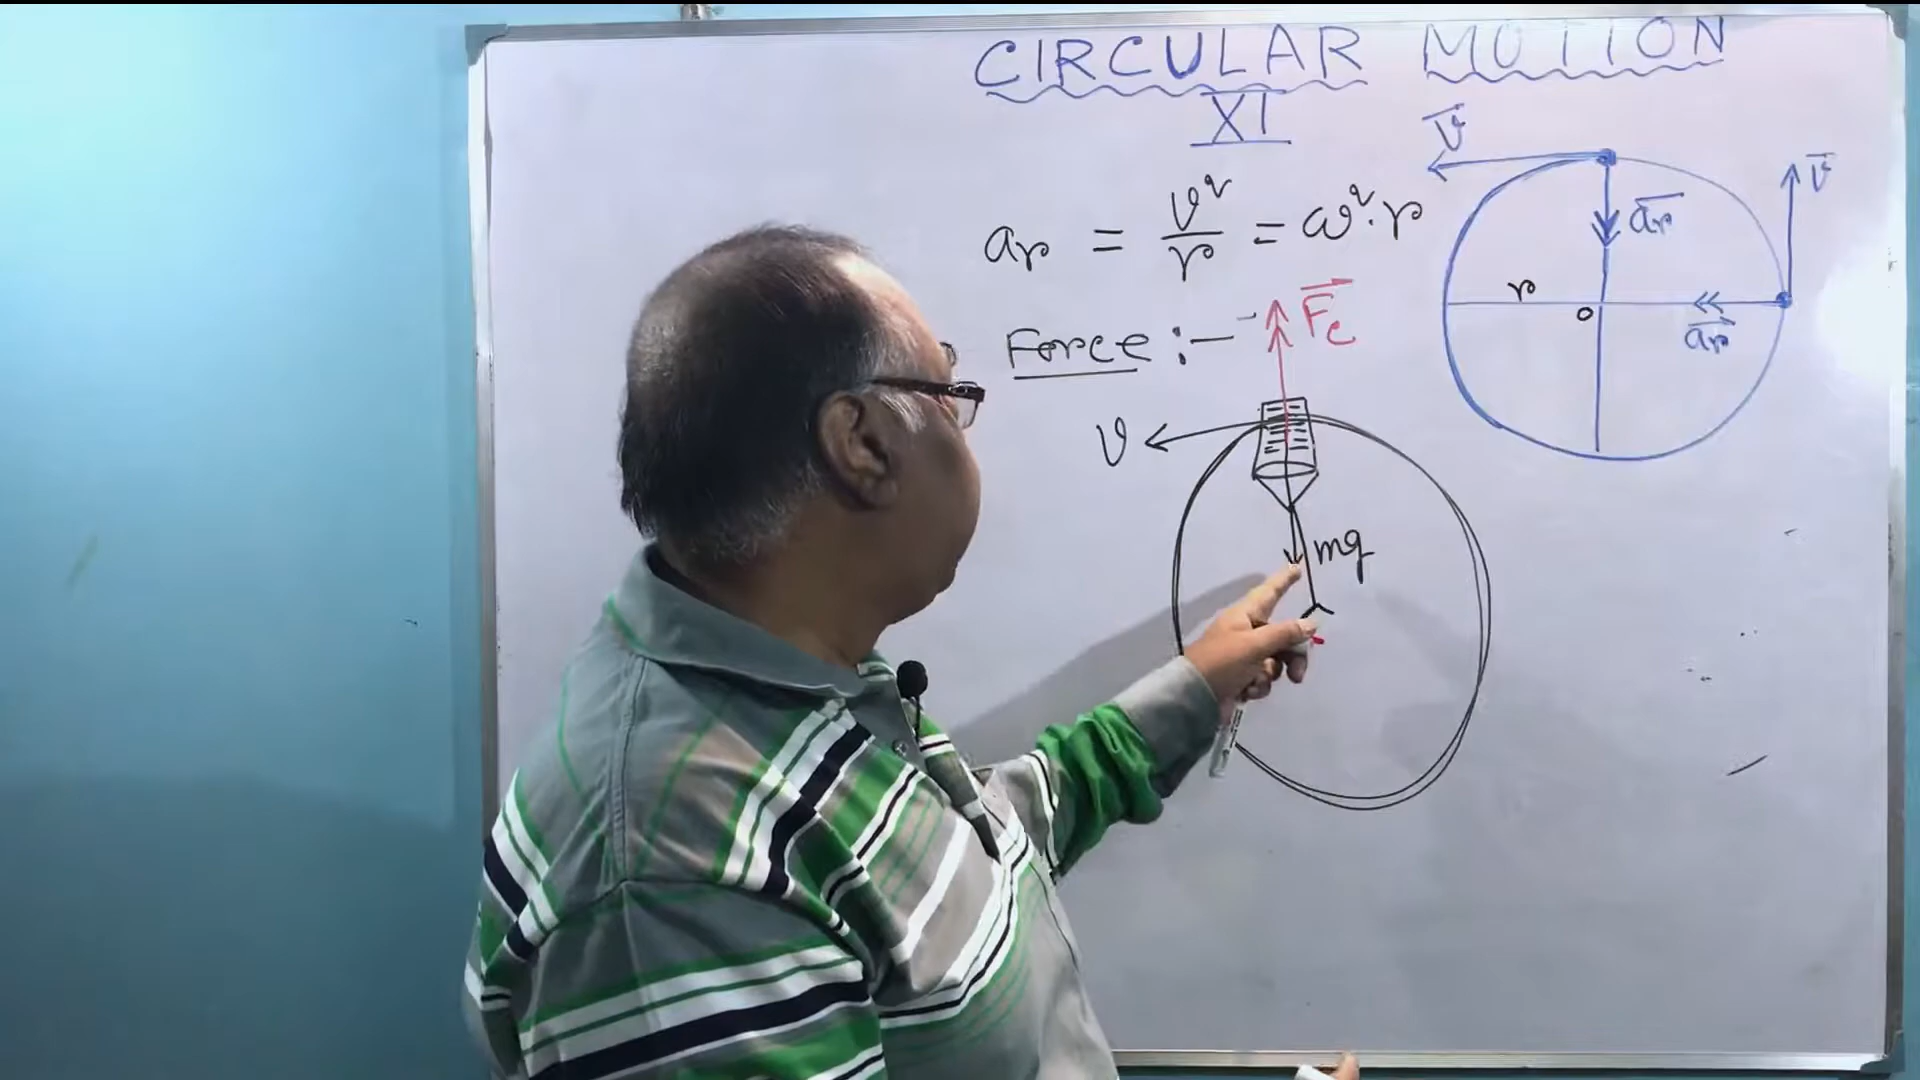 CIRCULAR MOTION
XI
v
v
ar = v²/r = ω².r
ar
r
o
ar
Force :-
Fc
v
mg